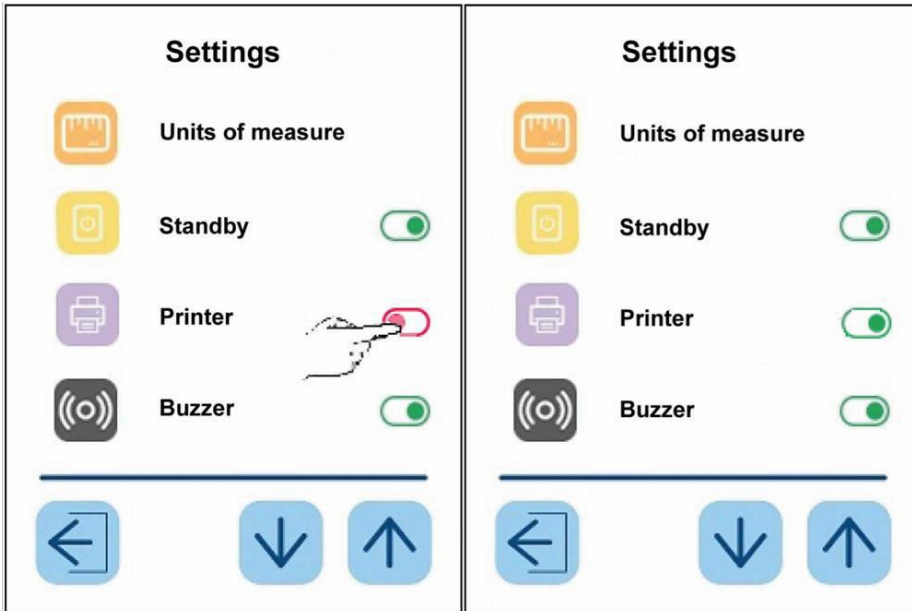 Settings
Units of measure
Standby
Printer
Buzzer
Settings
Units of measure
Standby
Printer
Buzzer